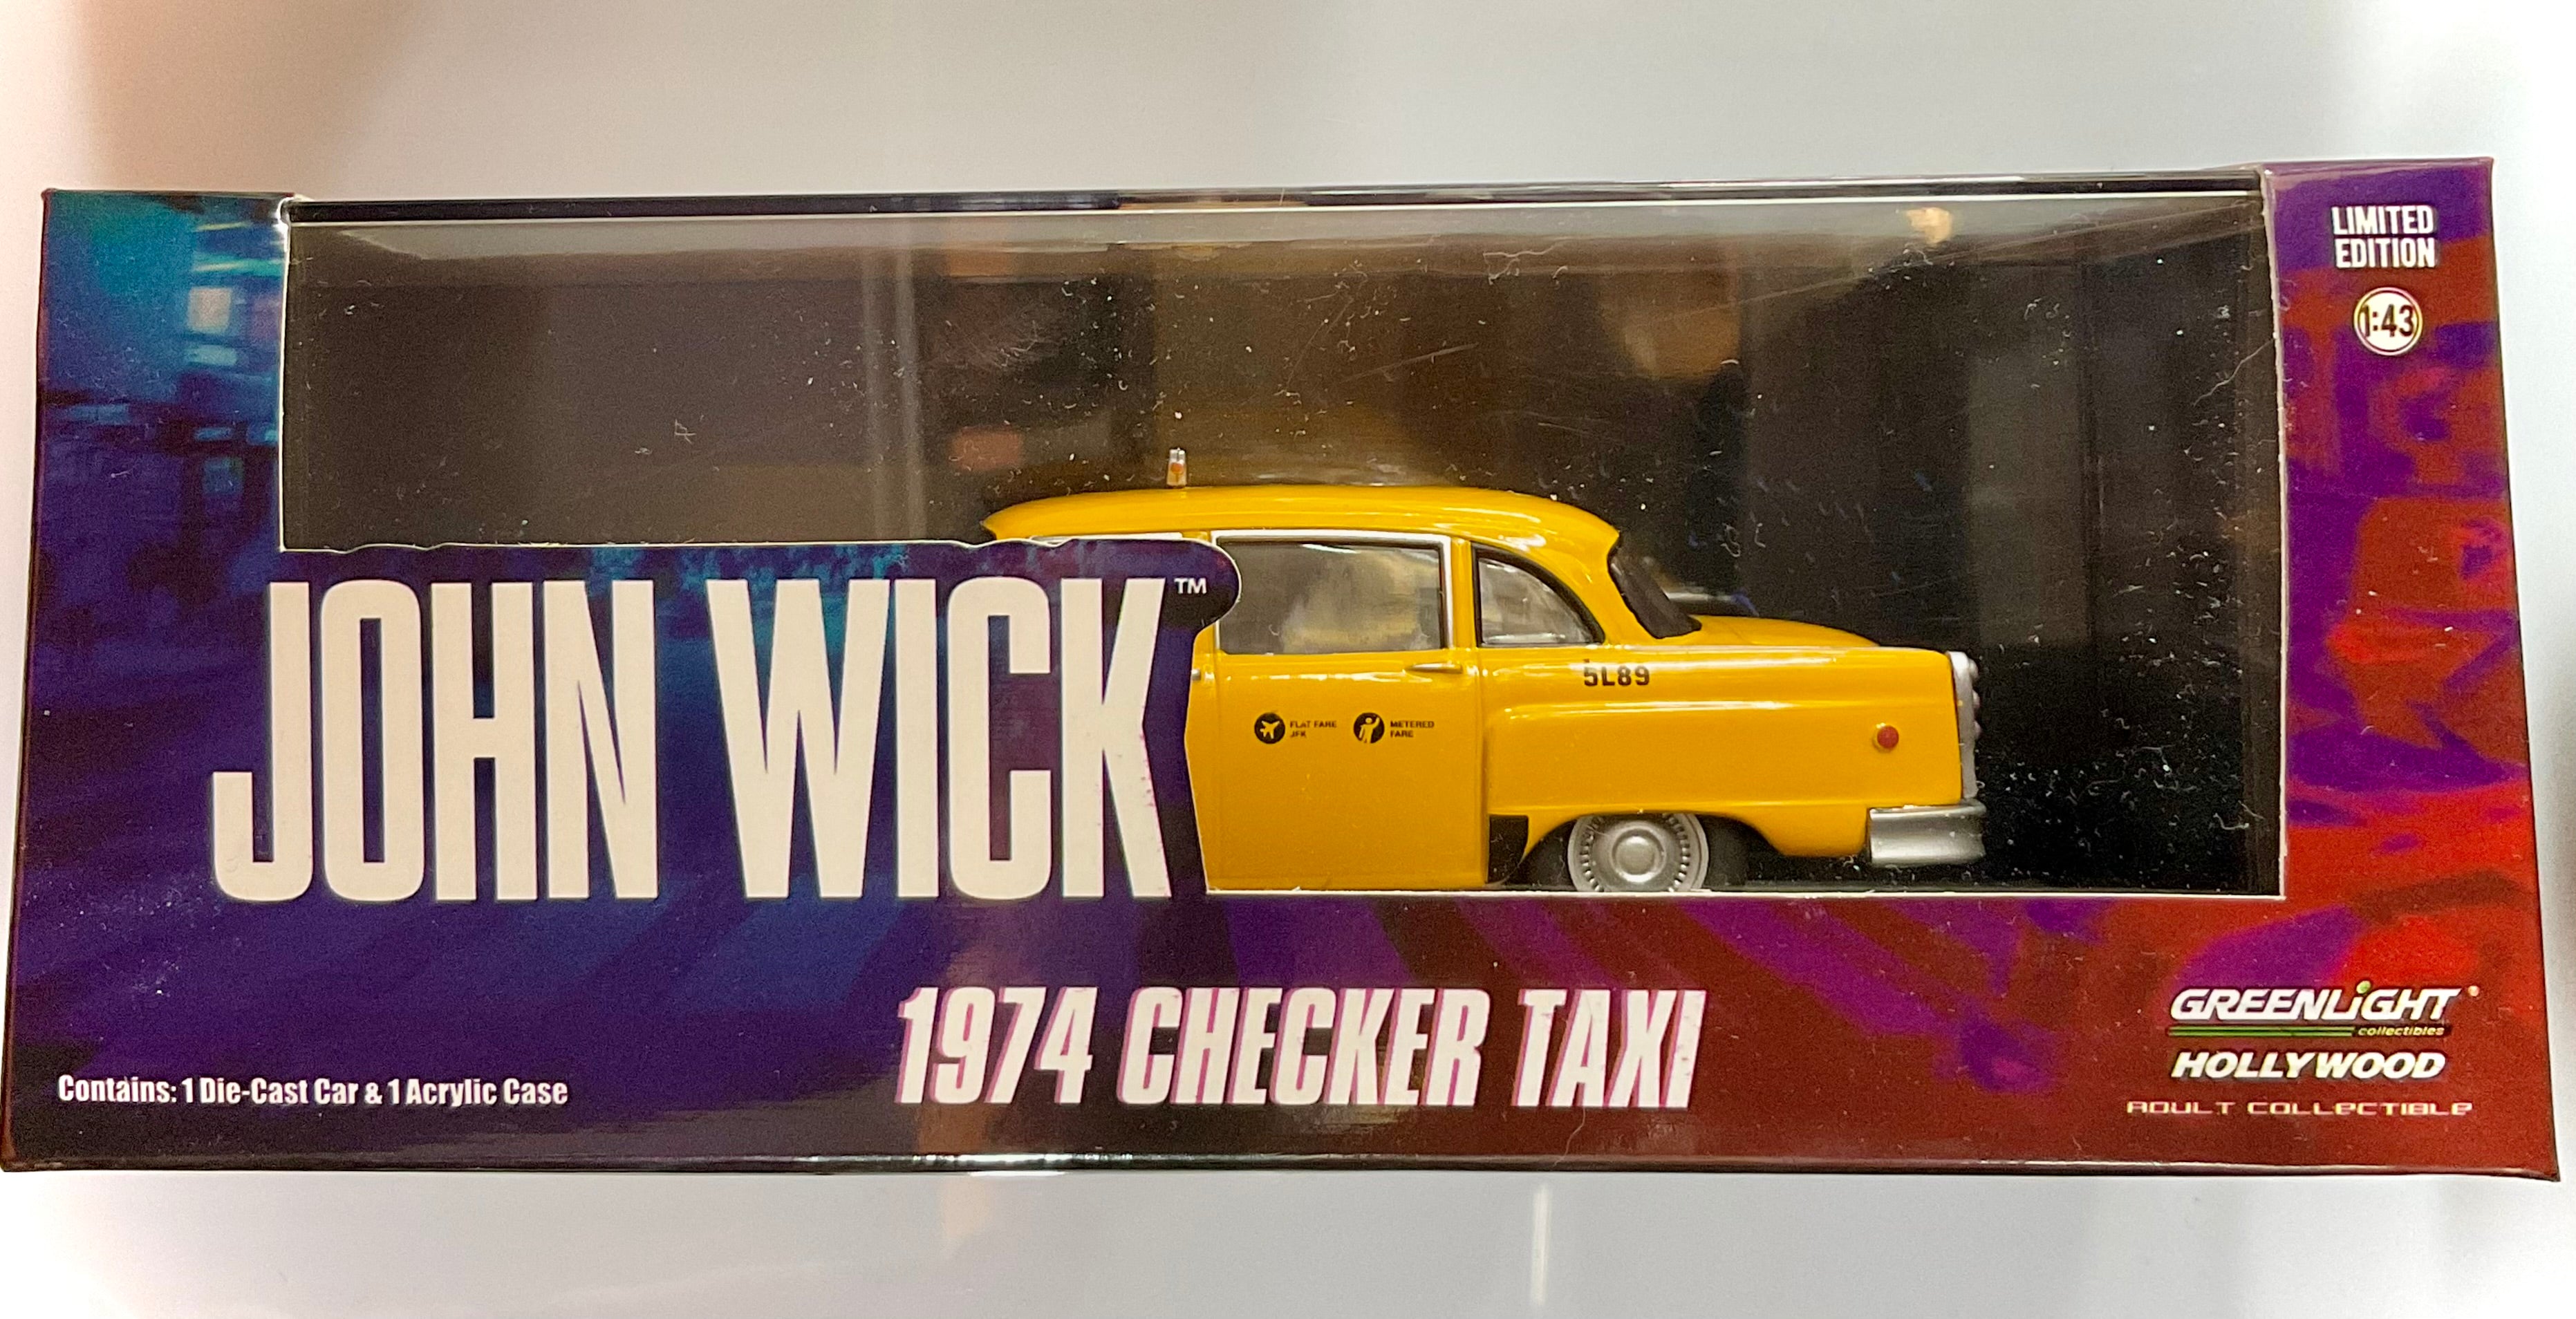 LIMITED
EDITION
1:43
JOHN WICK™
5L89
FLAT FARE
JFK
METERED
FARE
1974 CHECKER TAXI
Contains: 1 Die-Cast Car & 1 Acrylic Case
GREENLiGHT
collectibles
HOLLYWOOD
ADULT COLLECTIBLE